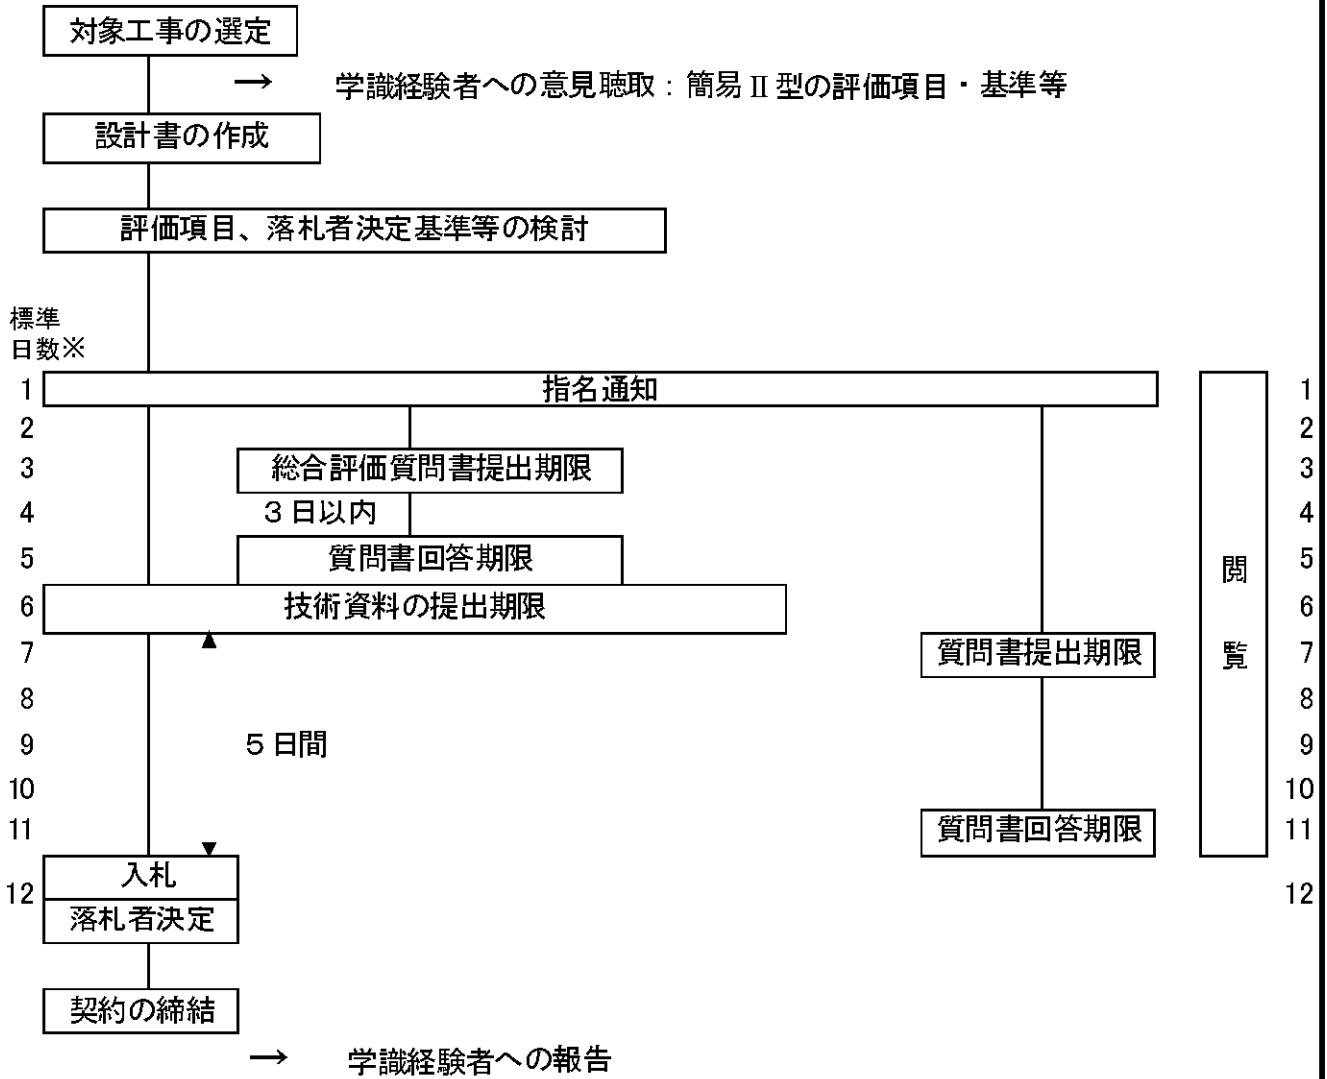 対象工事の選定
→ 学識経験者への意見聴取：簡易Ⅱ型の評価項目・基準等
設計書の作成
評価項目、落札者決定基準等の検討
標準
日数※
1 指名通知 1
2 2
3 総合評価質問書提出期限 3
4 3日以内 4
5 質問書回答期限 5
6 技術資料の提出期限 6
7 質問書提出期限 7
8 8
9 5日間 9
10 10
11 質問書回答期限 11
閲
覧
入札
12 12
落札者決定
契約の締結
→ 学識経験者への報告